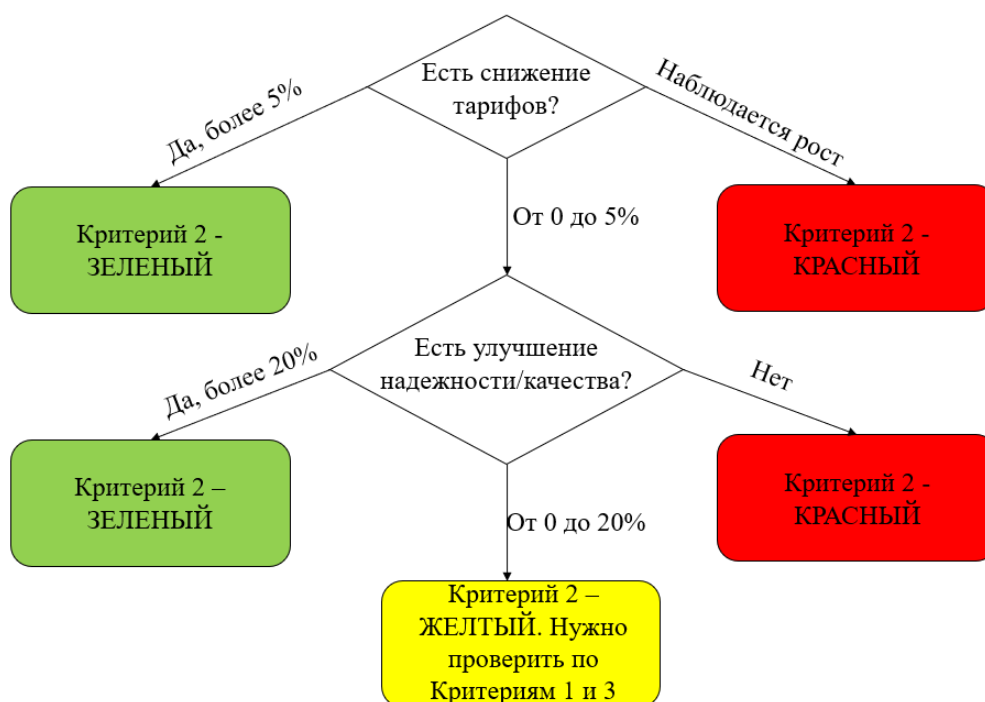 Есть снижение
тарифов?
Да, более 5%
Наблюдается рост
От 0 до 5%
Критерий 2 -
ЗЕЛЕНЫЙ
Критерий 2 -
КРАСНЫЙ
Есть улучшение
надежности/качества?
Да, более 20%
Нет
От 0 до 20%
Критерий 2 –
ЗЕЛЕНЫЙ
Критерий 2 -
КРАСНЫЙ
Критерий 2 –
ЖЕЛТЫЙ. Нужно
проверить по
Критериям 1 и 3